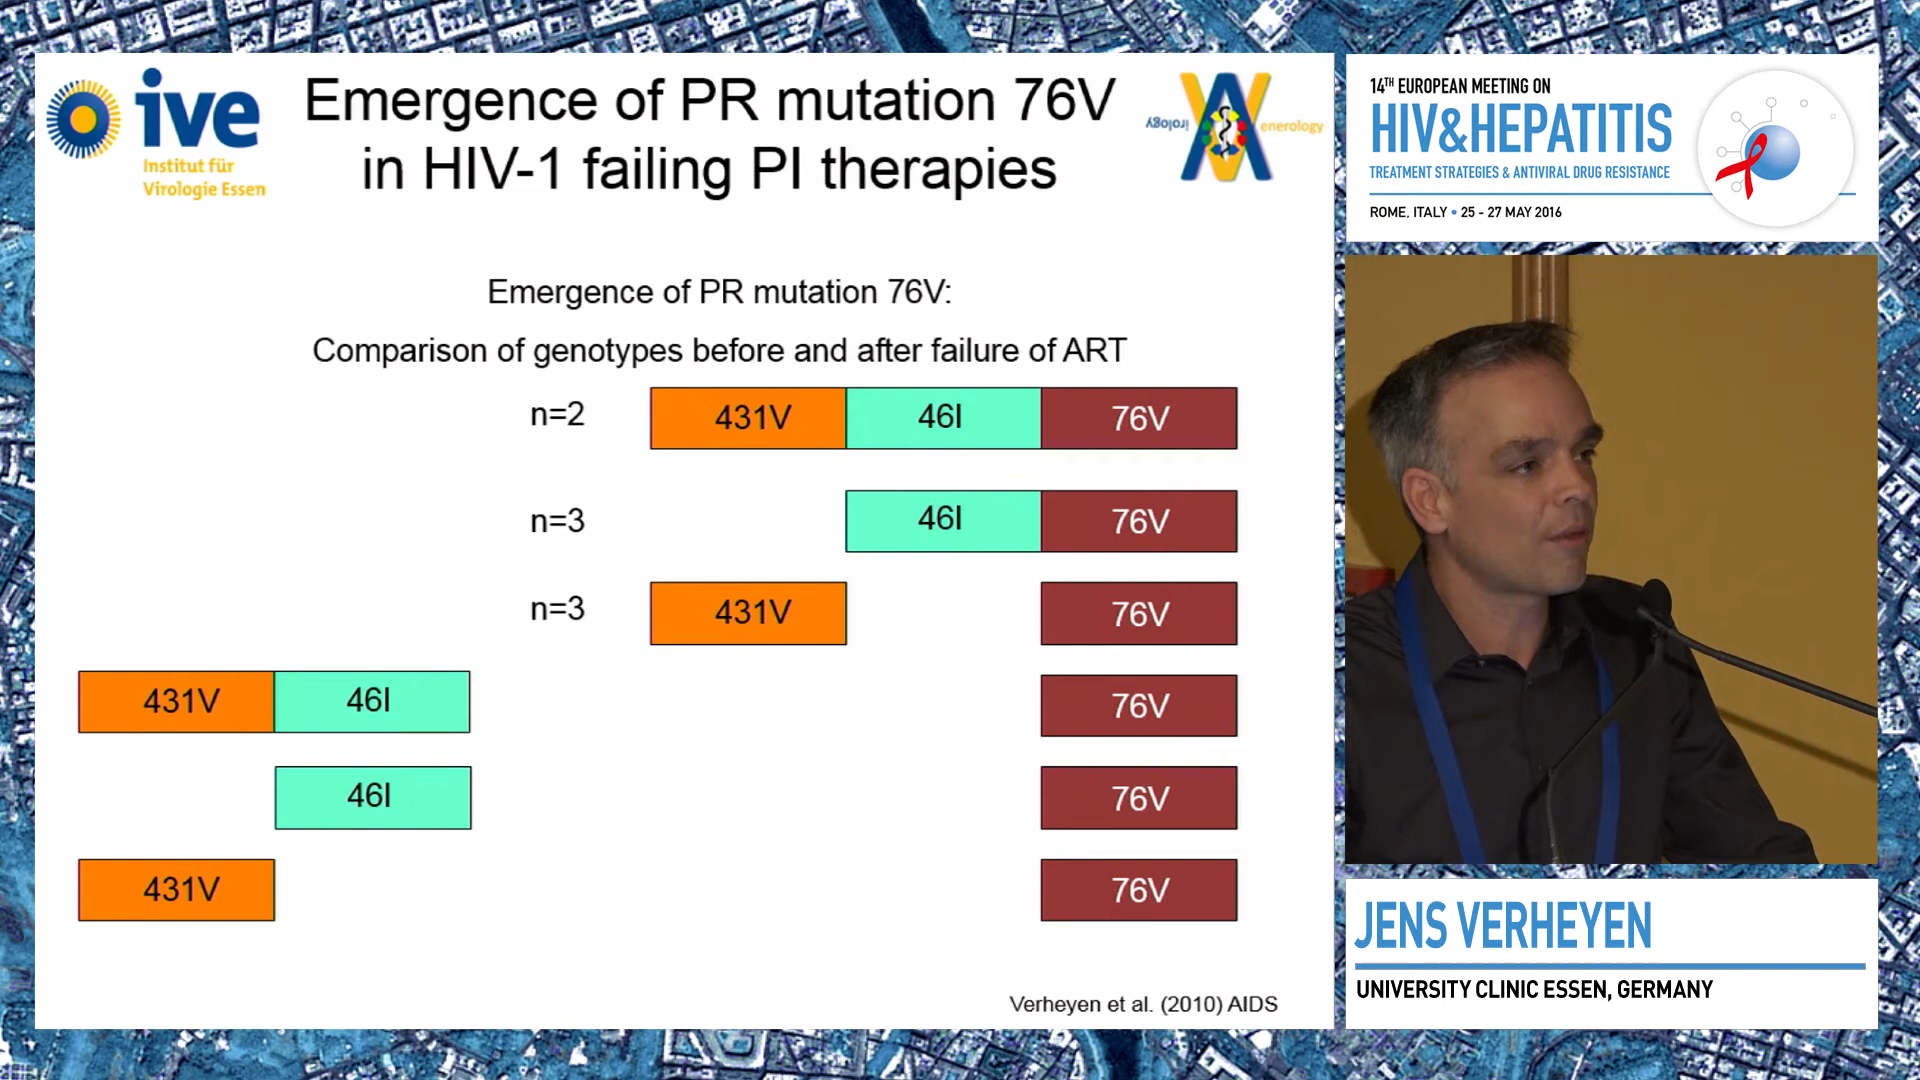 ive
Institut für
Virologie Essen
Emergence of PR mutation 76V
in HIV-1 failing PI therapies
Virology
enerology
Emergence of PR mutation 76V:
Comparison of genotypes before and after failure of ART
n=2 431V 46I 76V
n=3 46I 76V
n=3 431V 76V
431V 46I 76V
46I 76V
431V 76V
Verheyen et al. (2010) AIDS
14TH EUROPEAN MEETING ON
HIV&HEPATITIS
TREATMENT STRATEGIES & ANTIVIRAL DRUG RESISTANCE
ROME, ITALY • 25 - 27 MAY 2016
JENS VERHEYEN
UNIVERSITY CLINIC ESSEN, GERMANY